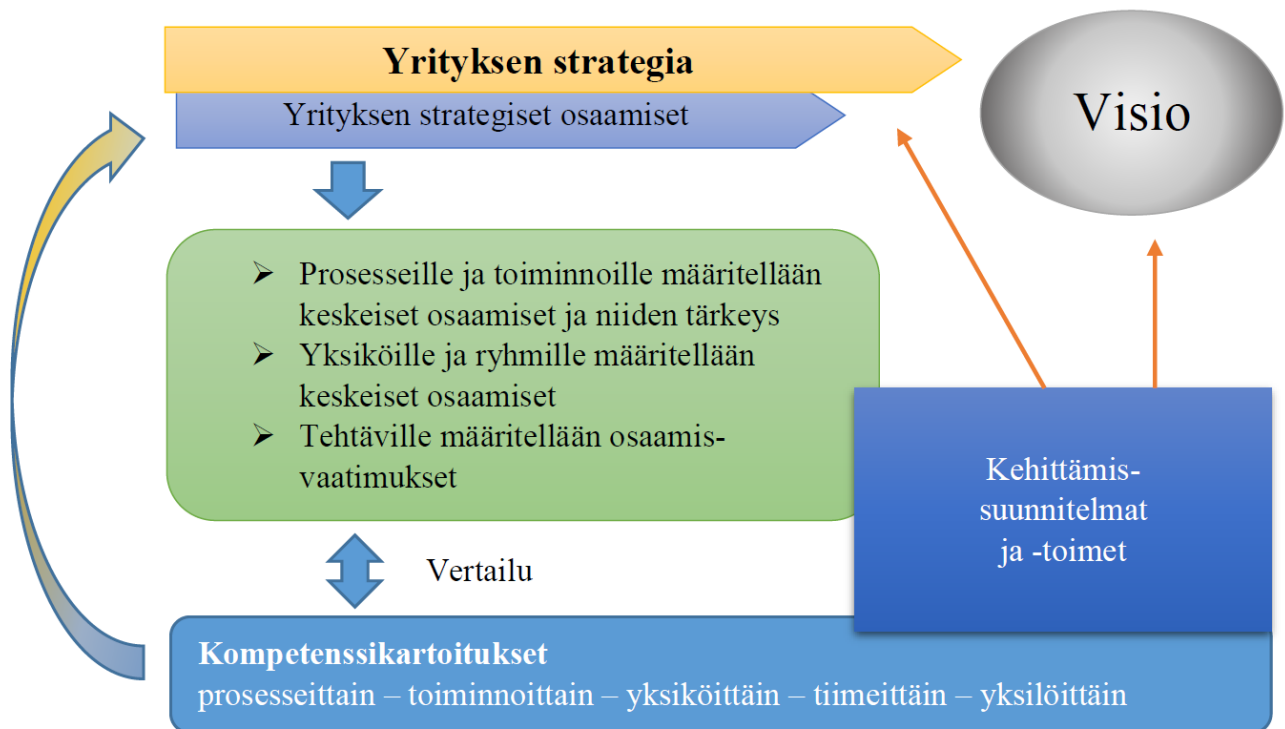 Yrityksen strategia
Yrityksen strategiset osaamiset
Visio
➢ Prosesseille ja toiminnoille määritellään
keskeiset osaamiset ja niiden tärkeys
➢ Yksiköille ja ryhmille määritellään
keskeiset osaamiset
➢ Tehtäville määritellään osaamis-
vaatimukset
Kehittämis-
suunnitelmat
ja -toimet
Vertailu
Kompetenssikartoitukset
prosesseittain – toiminnoittain – yksiköittäin – tiimeittäin – yksilöittäin